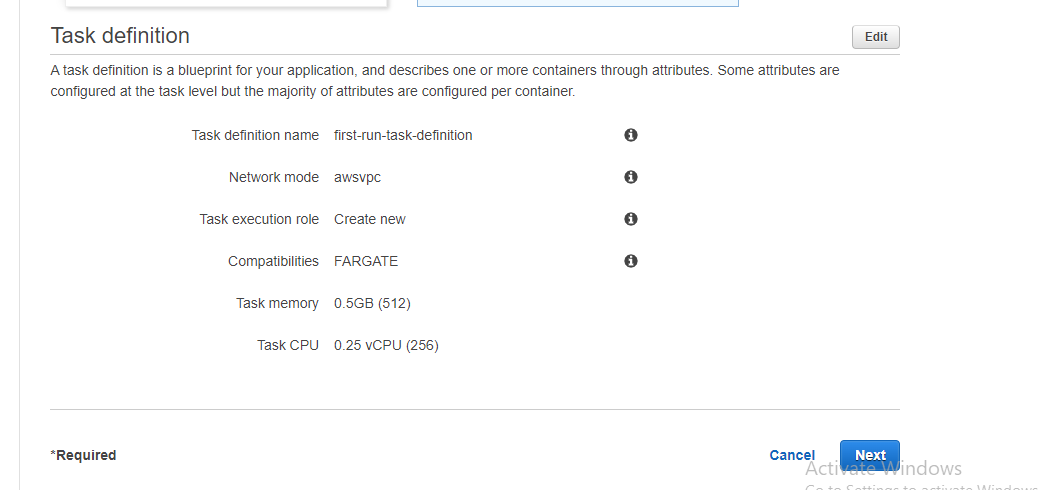 Task definition
Edit
A task definition is a blueprint for your application, and describes one or more containers through attributes. Some attributes are
configured at the task level but the majority of attributes are configured per container.
Task definition name first-run-task-definition
Network mode awsvpc
Task execution role Create new
Compatibilities FARGATE
Task memory 0.5GB (512)
Task CPU 0.25 vCPU (256)
*Required
Cancel
Next
Activate Windows
Go to Settings to activate Windows